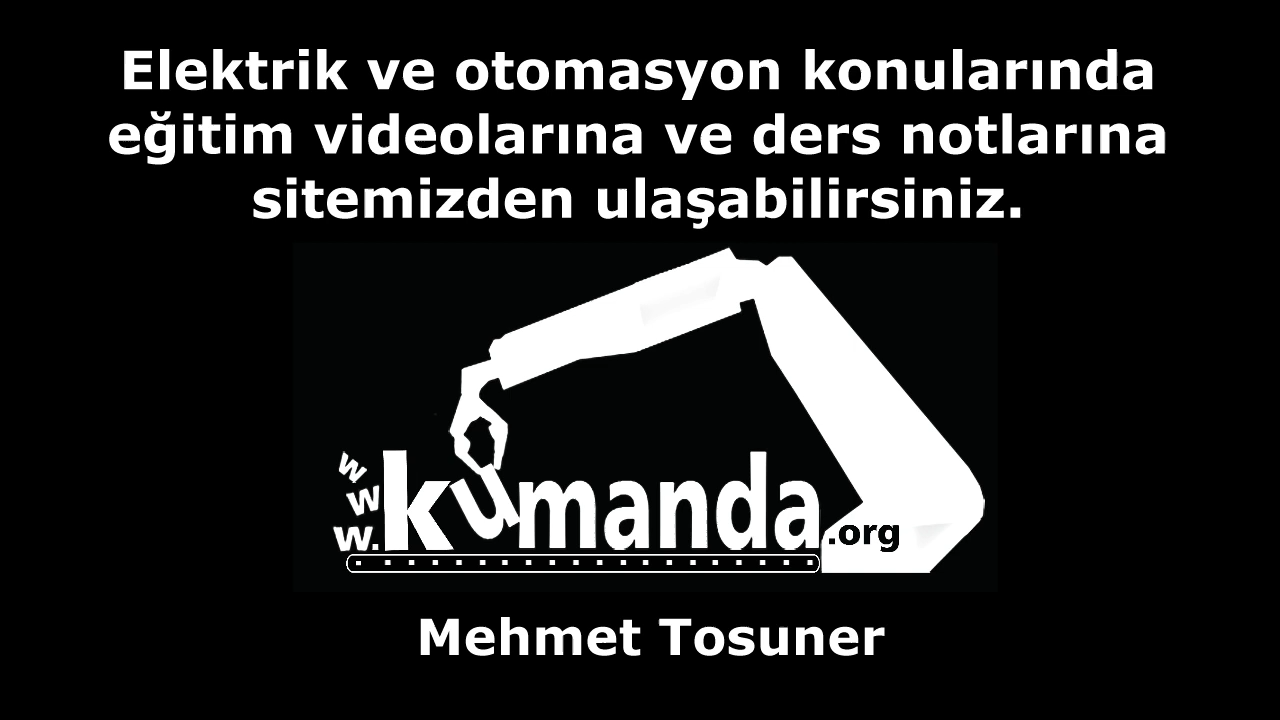 Elektrik ve otomasyon konularında
eğitim videolarına ve ders notlarına
sitemizden ulaşabilirsiniz.
www.kumanda.org
Mehmet Tosuner